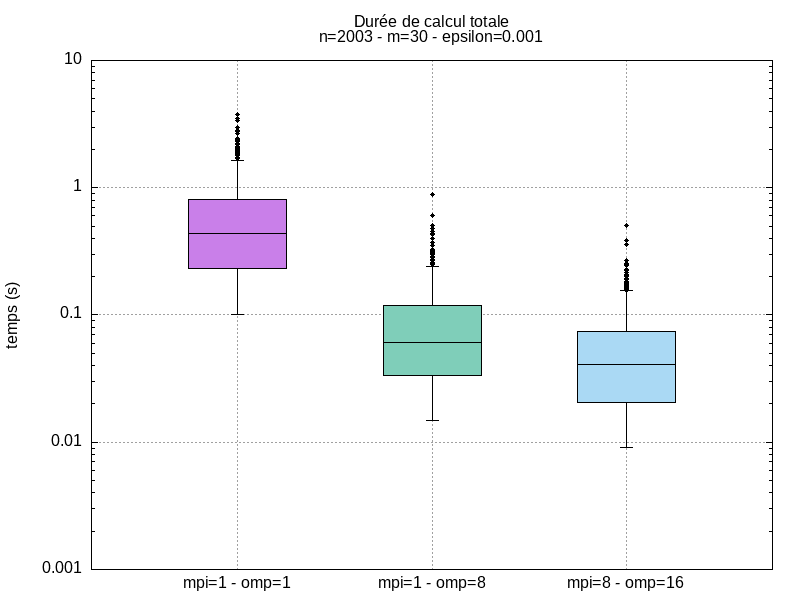 Durée de calcul totale
n=2003 - m=30 - epsilon=0.001
10
1
0.1
0.01
0.001
temps (s)
mpi=1 - omp=1
mpi=1 - omp=8
mpi=8 - omp=16